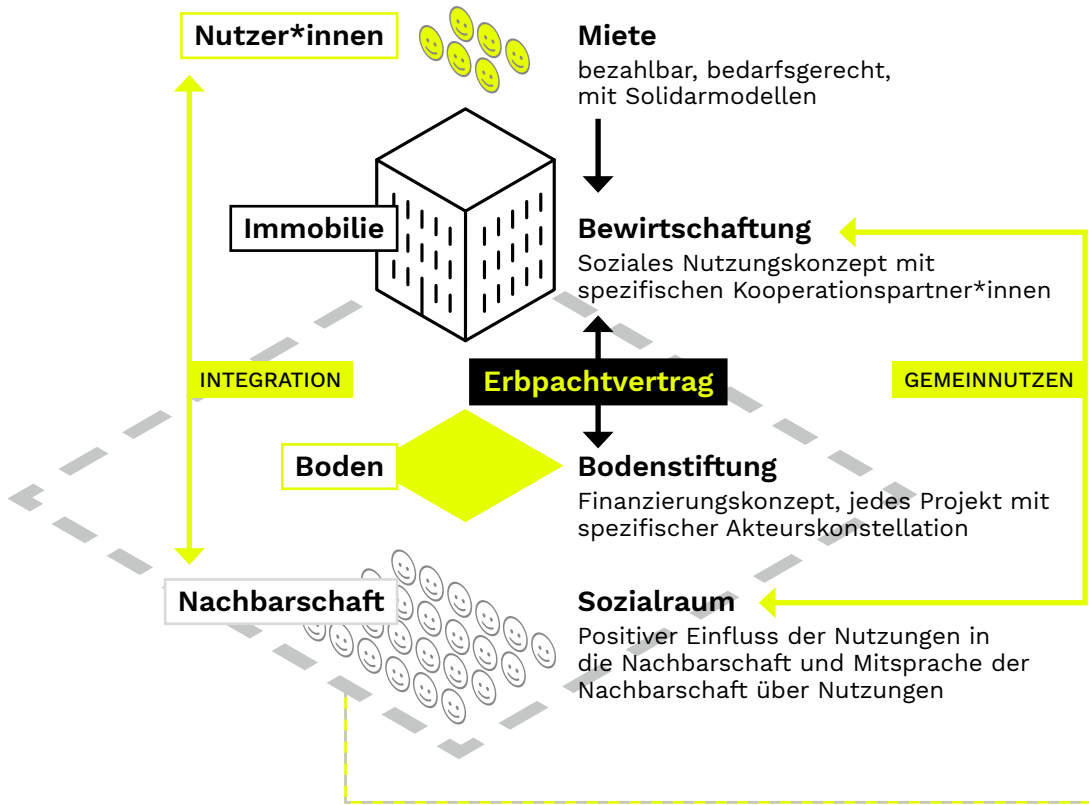 Nutzer*innen
Miete
bezahlbar, bedarfsgerecht,
mit Solidarmodellen
Immobilie
Bewirtschaftung
Soziales Nutzungskonzept mit
spezifischen Kooperationspartner*innen
INTEGRATION
Erbpachtvertrag
GEMEINNUTZEN
Boden
Bodenstiftung
Finanzierungskonzept, jedes Projekt mit
spezifischer Akteurskonstellation
Nachbarschaft
Sozialraum
Positiver Einfluss der Nutzungen in
die Nachbarschaft und Mitsprache der
Nachbarschaft über Nutzungen